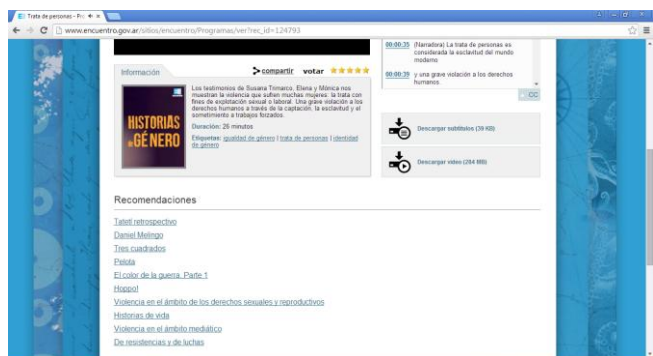 Trata de personas - Pro
www.encuentro.gov.ar/sitios/encuentro/Programas/ver?rec_id=124793
Información
compartir votar
HISTORIAS
DE GÉNERO
Los testimonios de Susana Trimarco, Elena y Mónica nos
muestran la violencia que sufren muchas mujeres: la trata con
fines de explotación sexual o laboral. Una grave violación a los
derechos humanos a través de la captación, la esclavitud y el
sometimiento a trabajos forzados.
Duración: 26 minutos
Etiquetas: igualdad de género | trata de personas | identidad
de género
00:00:35 (Narradora) La trata de personas es
considerada la esclavitud del mundo
moderno
00:00:39 y una grave violación a los derechos
humanos.
CC
Descargar subtítulos (39 KB)
Descargar video (204 MB)
Recomendaciones
Tatetí retrospectivo
Daniel Melingo
Tres cuadrados
Pelota
El color de la guerra. Parte 1
Hoppo!
Violencia en el ámbito de los derechos sexuales y reproductivos
Historias de vida
Violencia en el ámbito mediático
De resistencias y de luchas